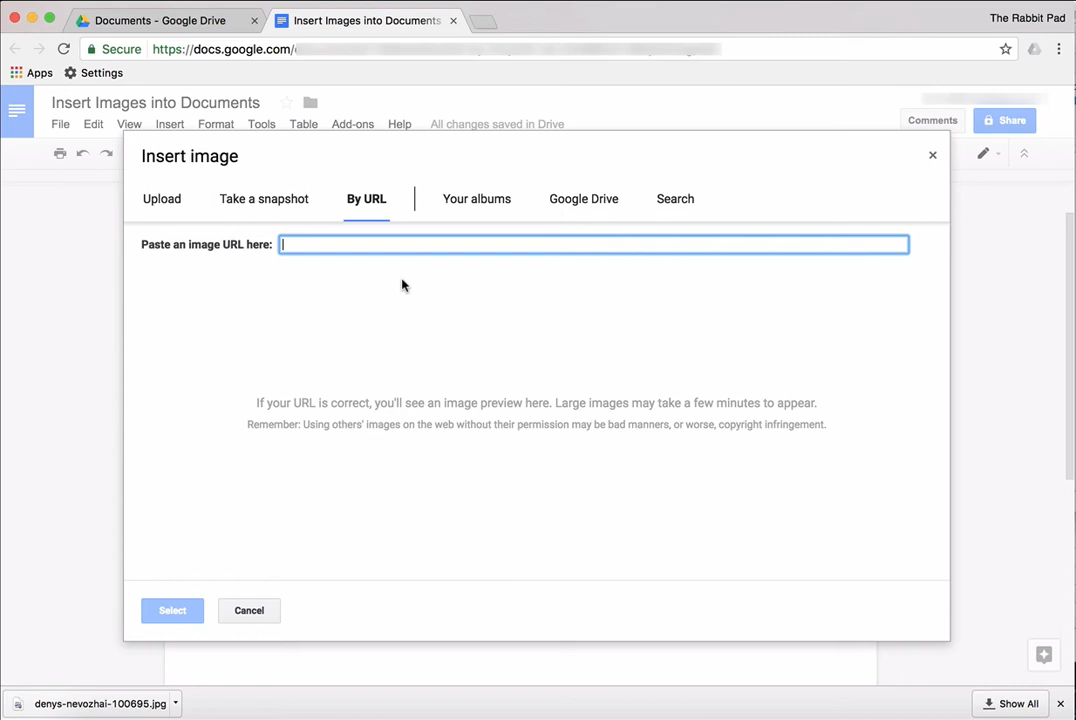 Documents - Google Drive
Insert Images into Documents
The Rabbit Pad
Secure https://docs.google.com/
Apps Settings
Insert Images into Documents
File Edit View Insert Format Tools Table Add-ons Help All changes saved in Drive
Comments Share
Insert image
Upload Take a snapshot By URL Your albums Google Drive Search
Paste an image URL here:
If your URL is correct, you'll see an image preview here. Large images may take a few minutes to appear.
Remember: Using others' images on the web without their permission may be bad manners, or worse, copyright infringement.
Select Cancel
denys-nevozhai-100695.jpg
Show All